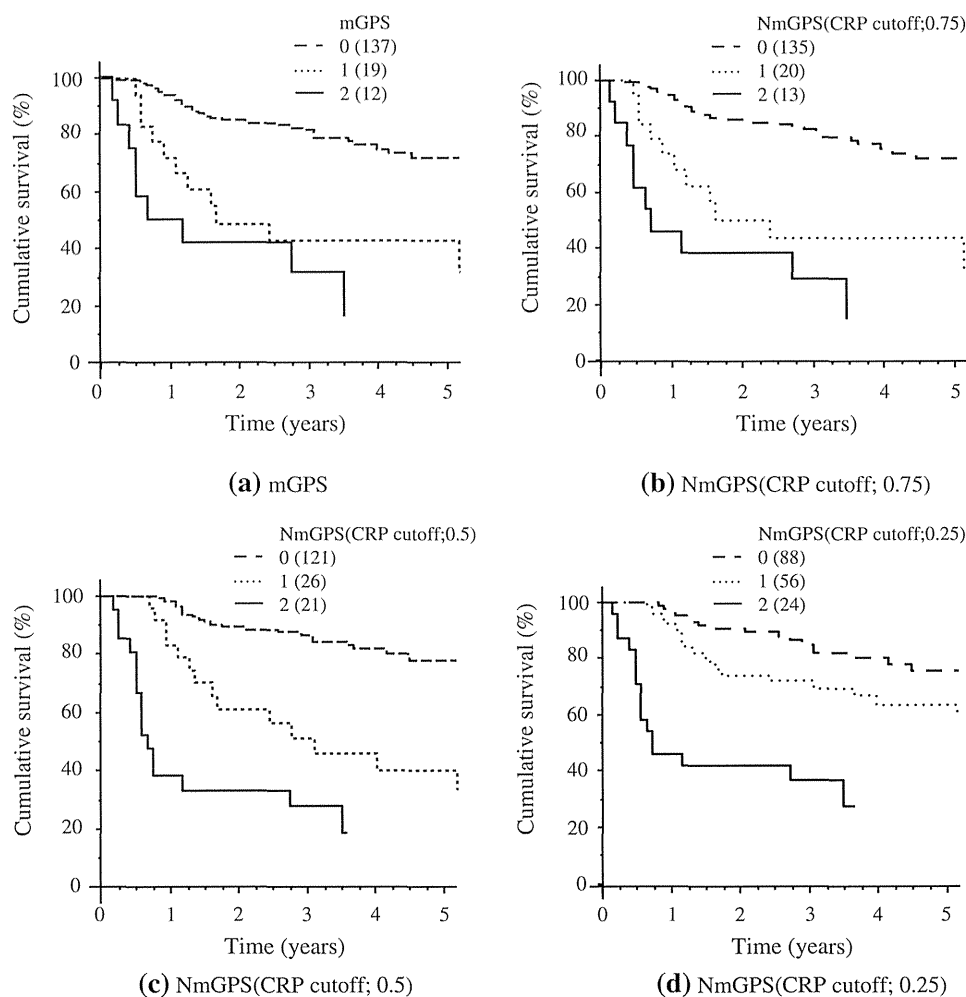 mGPS
0 (137)
1 (19)
2 (12)
100
80
60
40
20
0
Cumulative survival (%)
0 1 2 3 4 5
Time (years)
(a) mGPS
NmGPS(CRP cutoff;0.75)
0 (135)
1 (20)
2 (13)
100
80
60
40
20
0
Cumulative survival (%)
0 1 2 3 4 5
Time (years)
(b) NmGPS(CRP cutoff; 0.75)
NmGPS(CRP cutoff;0.5)
0 (121)
1 (26)
2 (21)
100
80
60
40
20
0
Cumulative survival (%)
0 1 2 3 4 5
Time (years)
(c) NmGPS(CRP cutoff; 0.5)
NmGPS(CRP cutoff;0.25)
0 (88)
1 (56)
2 (24)
100
80
60
40
20
0
Cumulative survival (%)
0 1 2 3 4 5
Time (years)
(d) NmGPS(CRP cutoff; 0.25)